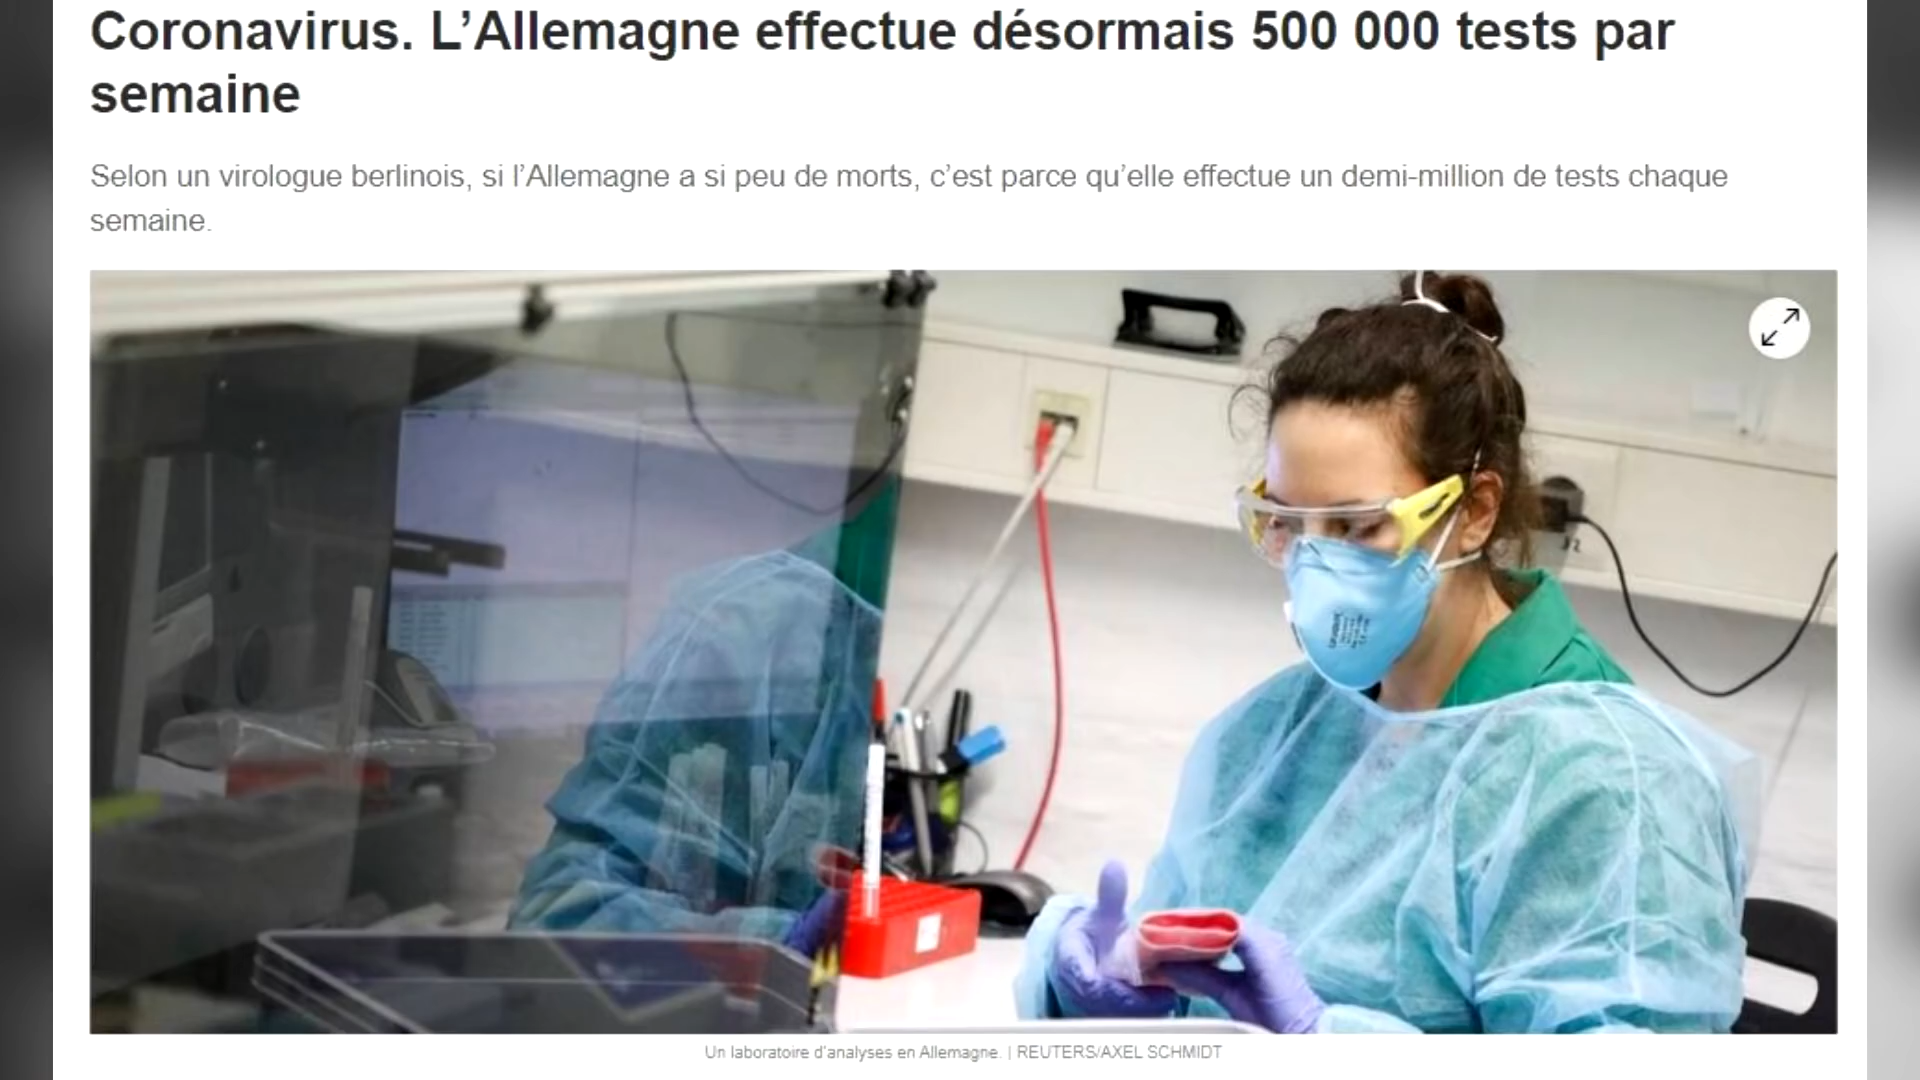 Coronavirus. L’Allemagne effectue désormais 500 000 tests par
semaine
Selon un virologue berlinois, si l’Allemagne a si peu de morts, c’est parce qu’elle effectue un demi-million de tests chaque
semaine.
Un laboratoire d'analyses en Allemagne. | REUTERS/AXEL SCHMIDT